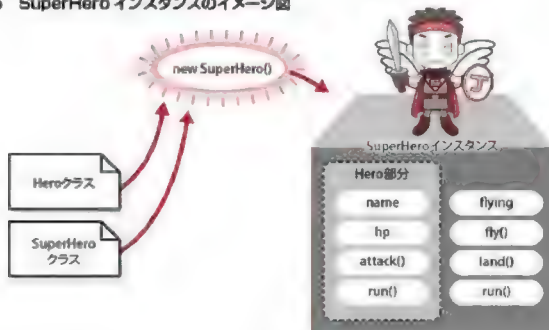 SuperHero インスタンスのイメージ図
new SuperHero()
SuperHeroインスタンス
Heroクラス
SuperHero
クラス
Hero部分
name
hp
attack()
run()
flying
fly()
land()
run()
J